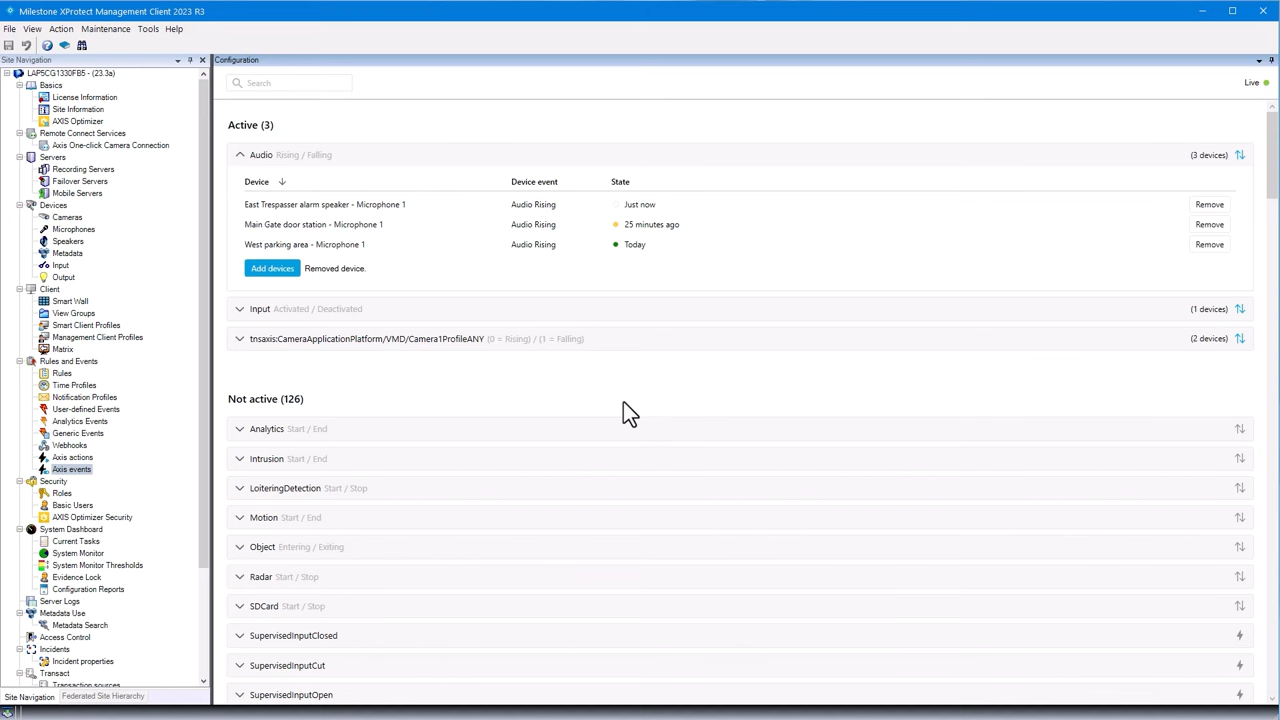 Milestone XProtect Management Client 2023 R3
File View Action Maintenance Tools Help
Site Navigation
LAP5CG1330FB5 - (23.3a)
Basics
License Information
Site Information
AXIS Optimizer
Remote Connect Services
Axis One-click Camera Connection
Servers
Recording Servers
Failover Servers
Mobile Servers
Devices
Cameras
Microphones
Speakers
Metadata
Input
Output
Client
Smart Wall
View Groups
Smart Client Profiles
Management Client Profiles
Matrix
Rules and Events
Rules
Time Profiles
Notification Profiles
User-defined Events
Analytics Events
Generic Events
Webhooks
Axis actions
Axis events
Security
Roles
Basic Users
AXIS Optimizer Security
System Dashboard
Current Tasks
System Monitor
System Monitor Thresholds
Evidence Lock
Configuration Reports
Server Logs
Metadata Use
Metadata Search
Access Control
Incidents
Incident properties
Transact
Transaction sources
Site Navigation Federated Site Hierarchy
Configuration
Search
Live
Active (3)
Audio Rising / Falling (3 devices)
Device Device event State
East Trespasser alarm speaker - Microphone 1 Audio Rising Just now Remove
Main Gate door station - Microphone 1 Audio Rising 25 minutes ago Remove
West parking area - Microphone 1 Audio Rising Today Remove
Add devices Removed device.
Input Activated / Deactivated (1 devices)
tnsaxis:CameraApplicationPlatform/VMD/Camera1ProfileANY (0 = Rising) / (1 = Falling) (2 devices)
Not active (126)
Analytics Start / End
Intrusion Start / End
LoiteringDetection Start / Stop
Motion Start / End
Object Entering / Exiting
Radar Start / Stop
SDCard Start / Stop
SupervisedInputClosed
SupervisedInputCut
SupervisedInputOpen